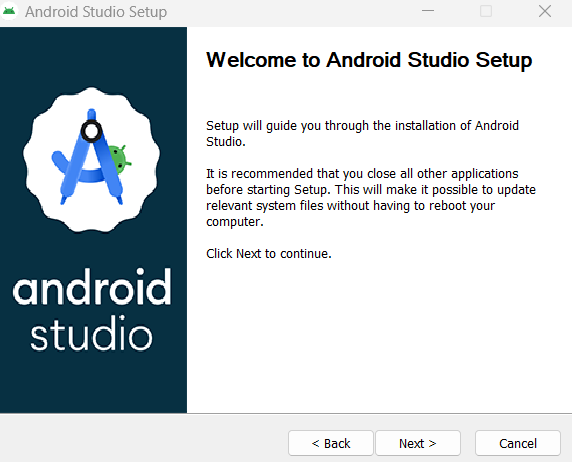 Android Studio Setup
Welcome to Android Studio Setup
Setup will guide you through the installation of Android
Studio.
It is recommended that you close all other applications
before starting Setup. This will make it possible to update
relevant system files without having to reboot your
computer.
Click Next to continue.
android
studio
< Back
Next >
Cancel